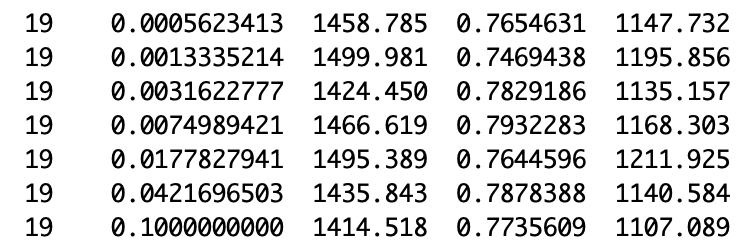 19 0.0005623413 1458.785 0.7654631 1147.732
19 0.0013335214 1499.981 0.7469438 1195.856
19 0.0031622777 1424.450 0.7829186 1135.157
19 0.0074989421 1466.619 0.7932283 1168.303
19 0.0177827941 1495.389 0.7644596 1211.925
19 0.0421696503 1435.843 0.7878388 1140.584
19 0.1000000000 1414.518 0.7735609 1107.089